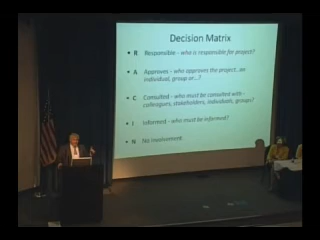 Decision Matrix
• R Responsible - who is responsible for project?
• A Approves - who approves the project...an
individual, group or...?
• C Consulted - who must be consulted with -
colleagues, stakeholders, individuals, groups?
• I Informed - who must be informed?
• N No involvement